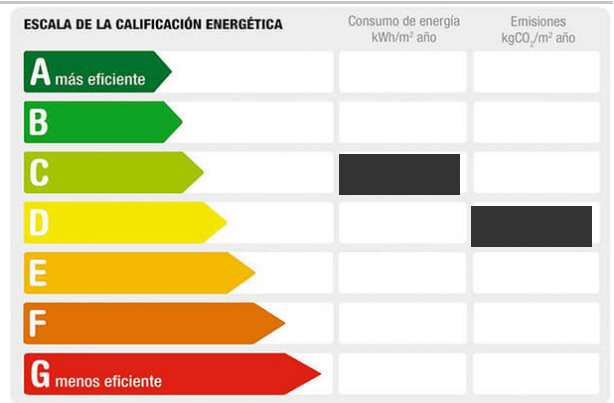 ESCALA DE LA CALIFICACIÓN ENERGÉTICA
Consumo de energía
kWh/m² año
Emisiones
kgCO₂/m² año
A más eficiente
B
C
D
E
F
G menos eficiente